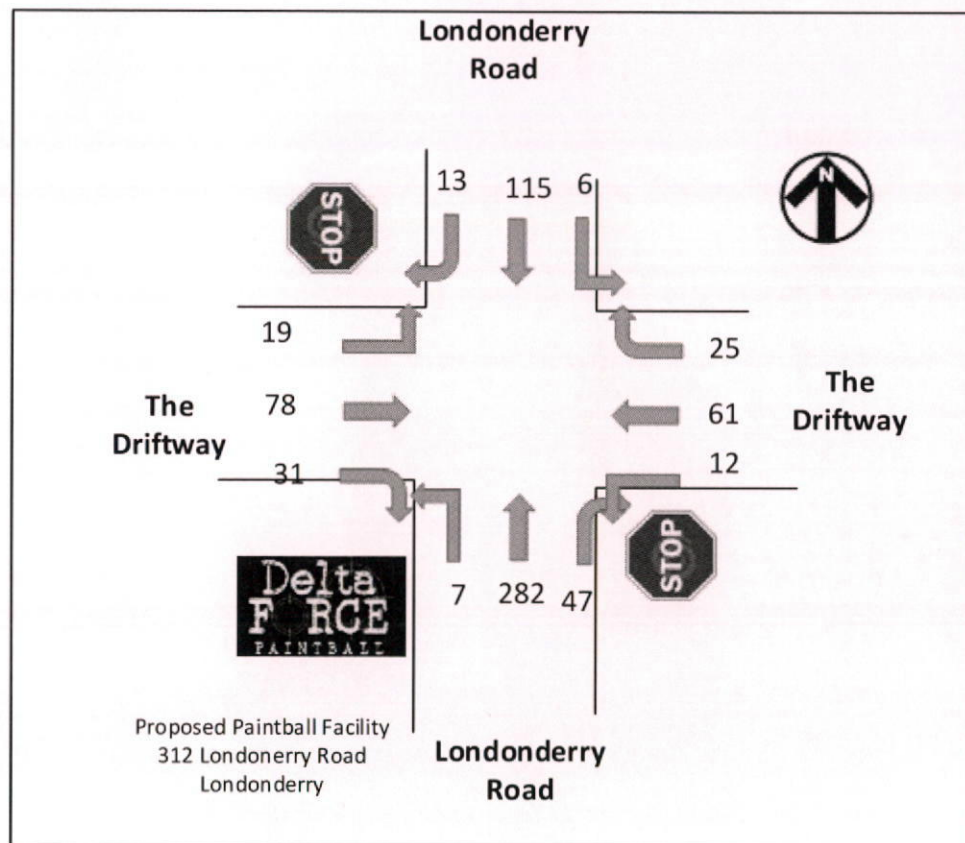 Londonderry
Road
13
115
6
N
STOP
19
25
The
Driftway
78
61
The
Driftway
31
12
STOP
Delta
FORCE
PAINTBALL
7
282
47
Proposed Paintball Facility
312 Londonerry Road
Londonderry
Londonderry
Road